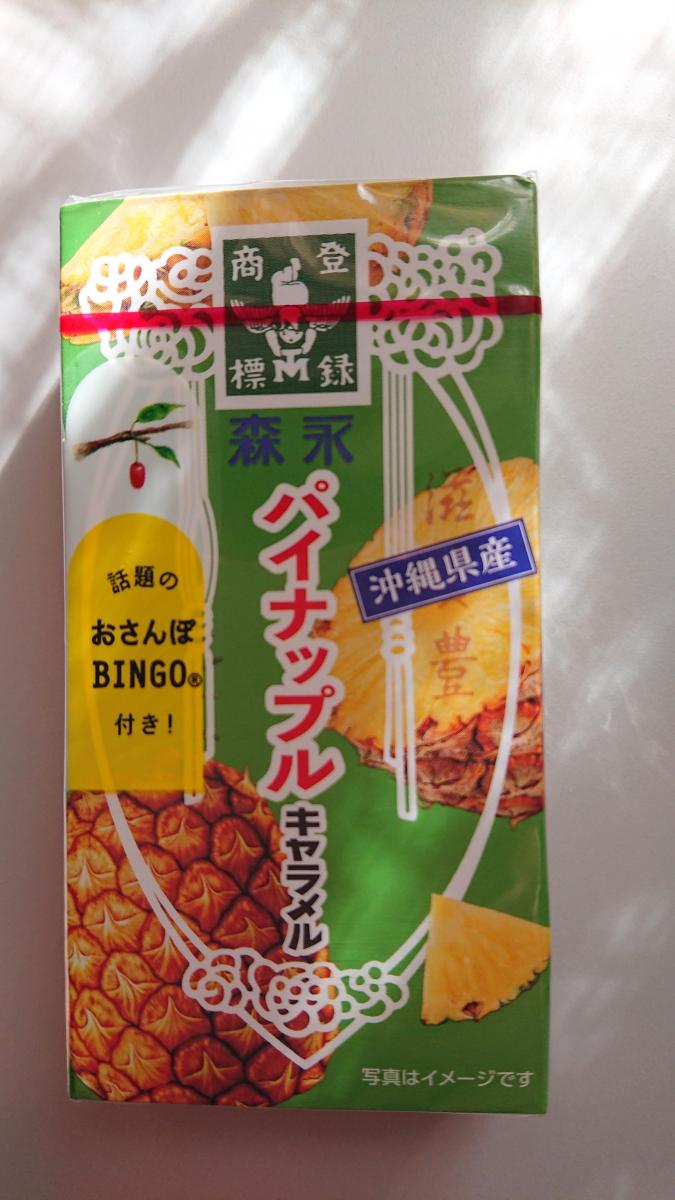 登録
商標
M
森永
パイナップル
キャラメル
沖縄県産
滋
豊
話題の
おさんぽ
BINGO®
付き!
写真はイメージです